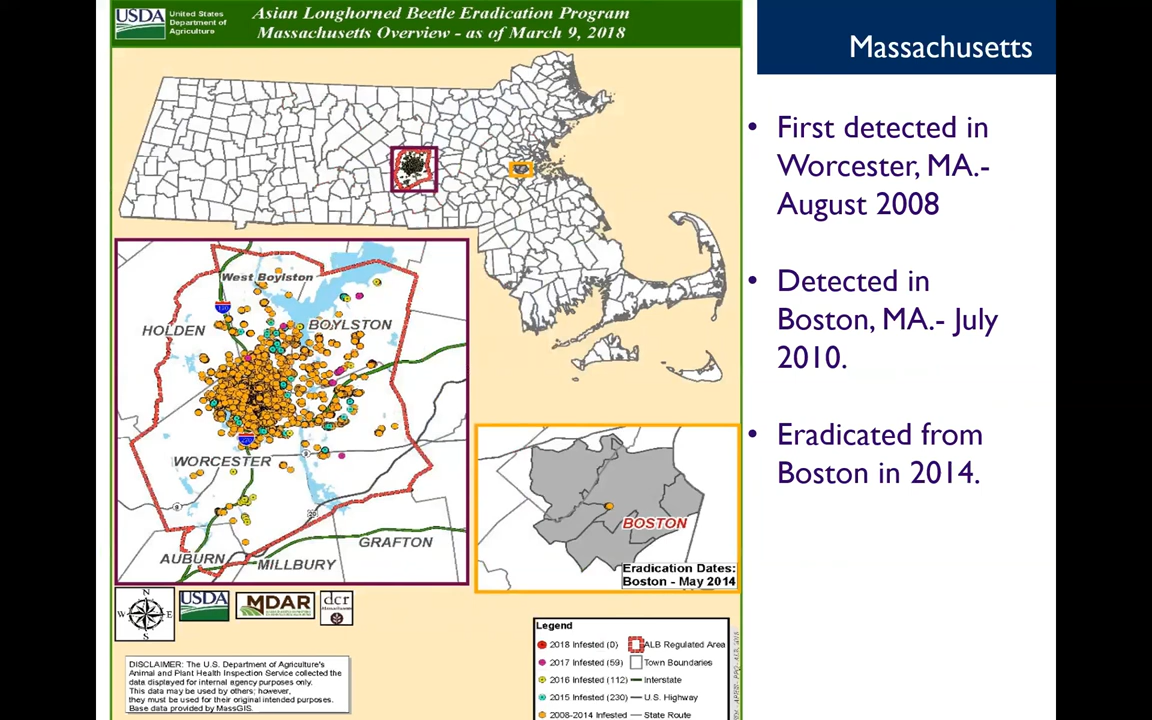 USDA
United States
Department of
Agriculture
Asian Longhorned Beetle Eradication Program
Massachusetts Overview - as of March 9, 2018
Massachusetts
• First detected in
Worcester, MA.-
August 2008
• Detected in
Boston, MA.- July
2010.
• Eradicated from
Boston in 2014.
West Boylston
HOLDEN
BOYLSTON
WORCESTER
AUBURN
MILLBURY
GRAFTON
BOSTON
Eradication Dates:
Boston - May 2014
N
W E
S
USDA
MDAR
dcr
Massachusetts
DISCLAIMER: The U.S. Department of Agriculture's
Animal and Plant Health Inspection Service collected the
data displayed for internal agency purposes only.
This data may be used by others; however,
they must be used for their original intended purposes.
Base data provided by MassGIS.
Legend
2018 Infested (0) ALB Regulated Area
2017 Infested (59) Town Boundaries
2016 Infested (112) Interstate
2015 Infested (230) U.S. Highway
2008-2014 Infested State Route